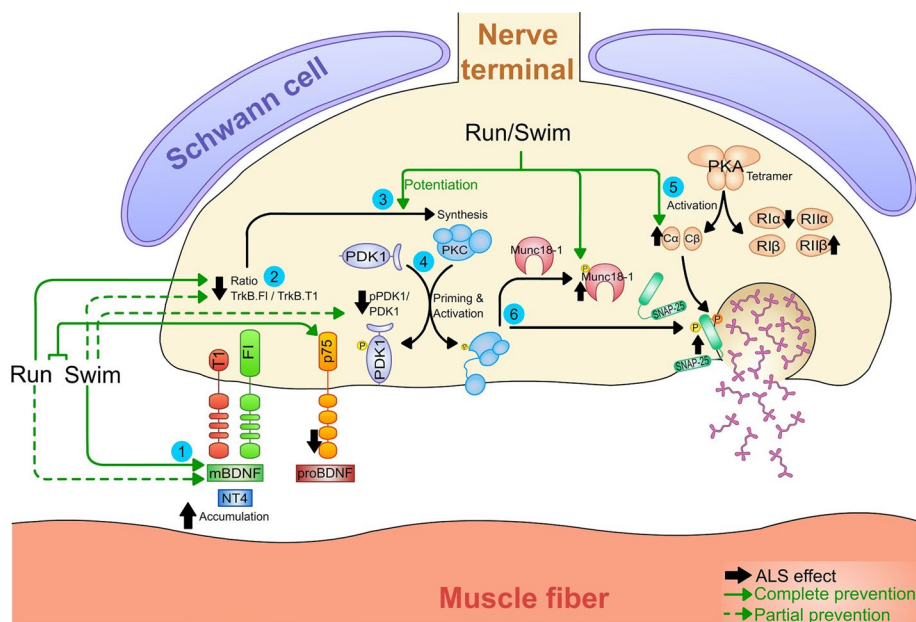 Nerve
terminal
Schwann cell
Run/Swim
Potentiation
3
Synthesis
5
Activation
PKA
Tetramer
Cα
Cβ
RIα
RIIα
RIβ
RIIβ
PDK1
4
PKC
Munc18-1
P
Munc18-1
2
Ratio
TrkB.Fl / TrkB.T1
pPDK1/
PDK1
Priming &
Activation
6
SNAP-25
P
P
SNAP-25
P
PDK1
P
Run
Swim
T1
Fl
p75
1
mBDNF
proBDNF
NT4
Accumulation
Muscle fiber
ALS effect
Complete prevention
Partial prevention